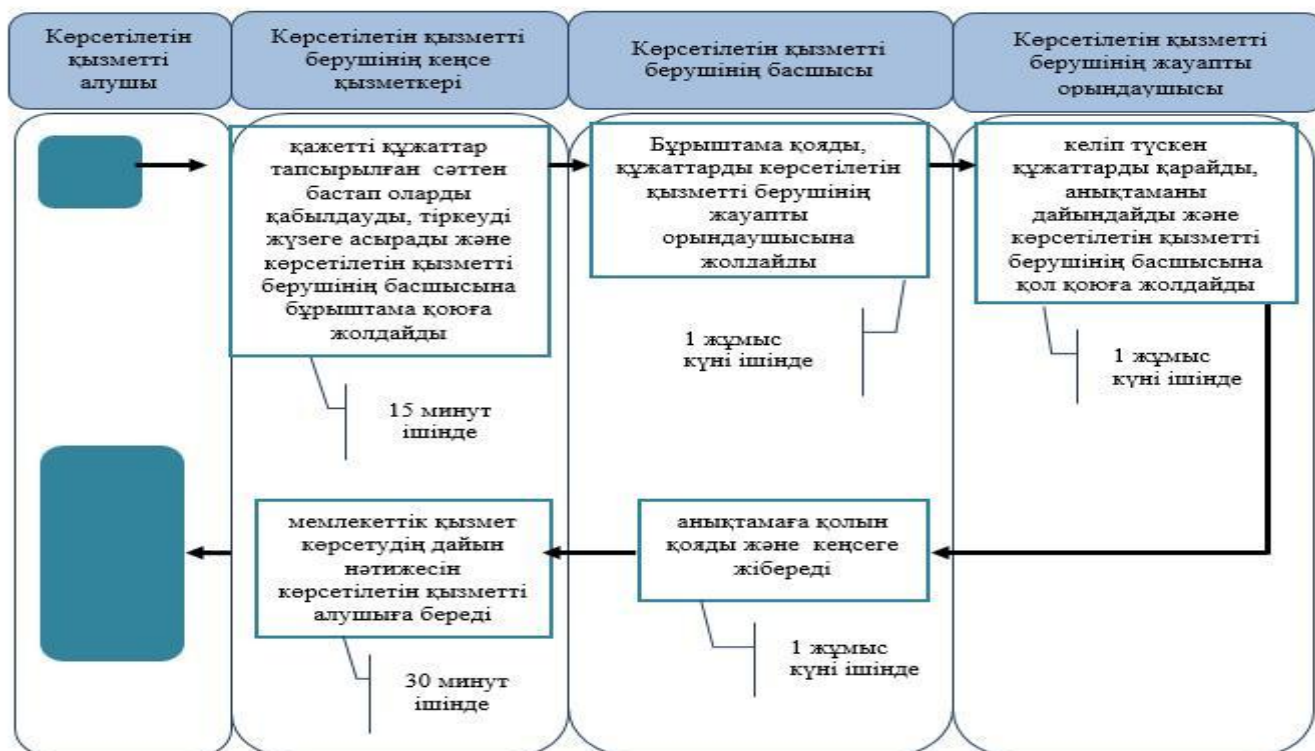 Көрсетілетін
қызметті
алушы
Көрсетілетін қызметті
берушінің кеңсе
қызметкері
Көрсетілетін қызметті
берушінің басшысы
Көрсетілетін қызметті
берушінің жауапты
орындаушысы
қажетті құжаттар
тапсырылған сәттен
бастап оларды
қабылдауды, тіркеуді
жүзеге асырады және
көрсетілетін қызметті
берушінің басшысына
бұрыштама қоюға
жолдайды
15 минут
ішінде
Бұрыштама қояды,
құжаттарды көрсетілетін
қызметті берушінің
жауапты
орындаушысына
жолдайды
1 жұмыс
күні ішінде
келіп түскен
құжаттарды қарайды,
анықтаманы
дайындайды және
көрсетілетін қызметті
берушінің басшысына
қол қоюға жолдайды
1 жұмыс
күні ішінде
анықтамаға қолын
қояды және кеңсеге
жібереді
1 жұмыс
күні ішінде
мемлекеттік қызмет
көрсетудің дайын
нәтижесін
көрсетілетін қызметті
алушыға береді
30 минут
ішінде